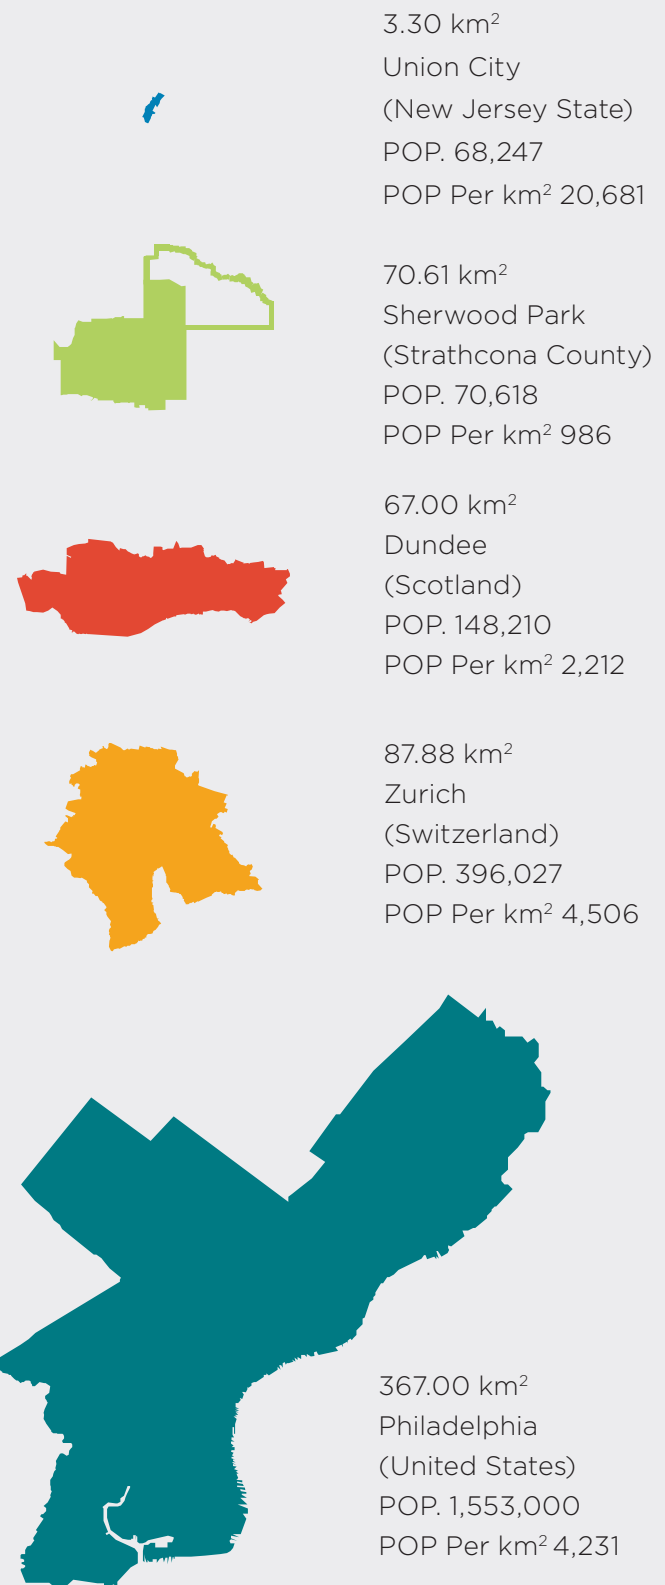 3.30 km²
Union City
(New Jersey State)
POP. 68,247
POP Per km² 20,681
70.61 km²
Sherwood Park
(Strathcona County)
POP. 70,618
POP Per km² 986
67.00 km²
Dundee
(Scotland)
POP. 148,210
POP Per km² 2,212
87.88 km²
Zurich
(Switzerland)
POP. 396,027
POP Per km² 4,506
367.00 km²
Philadelphia
(United States)
POP. 1,553,000
POP Per km² 4,231